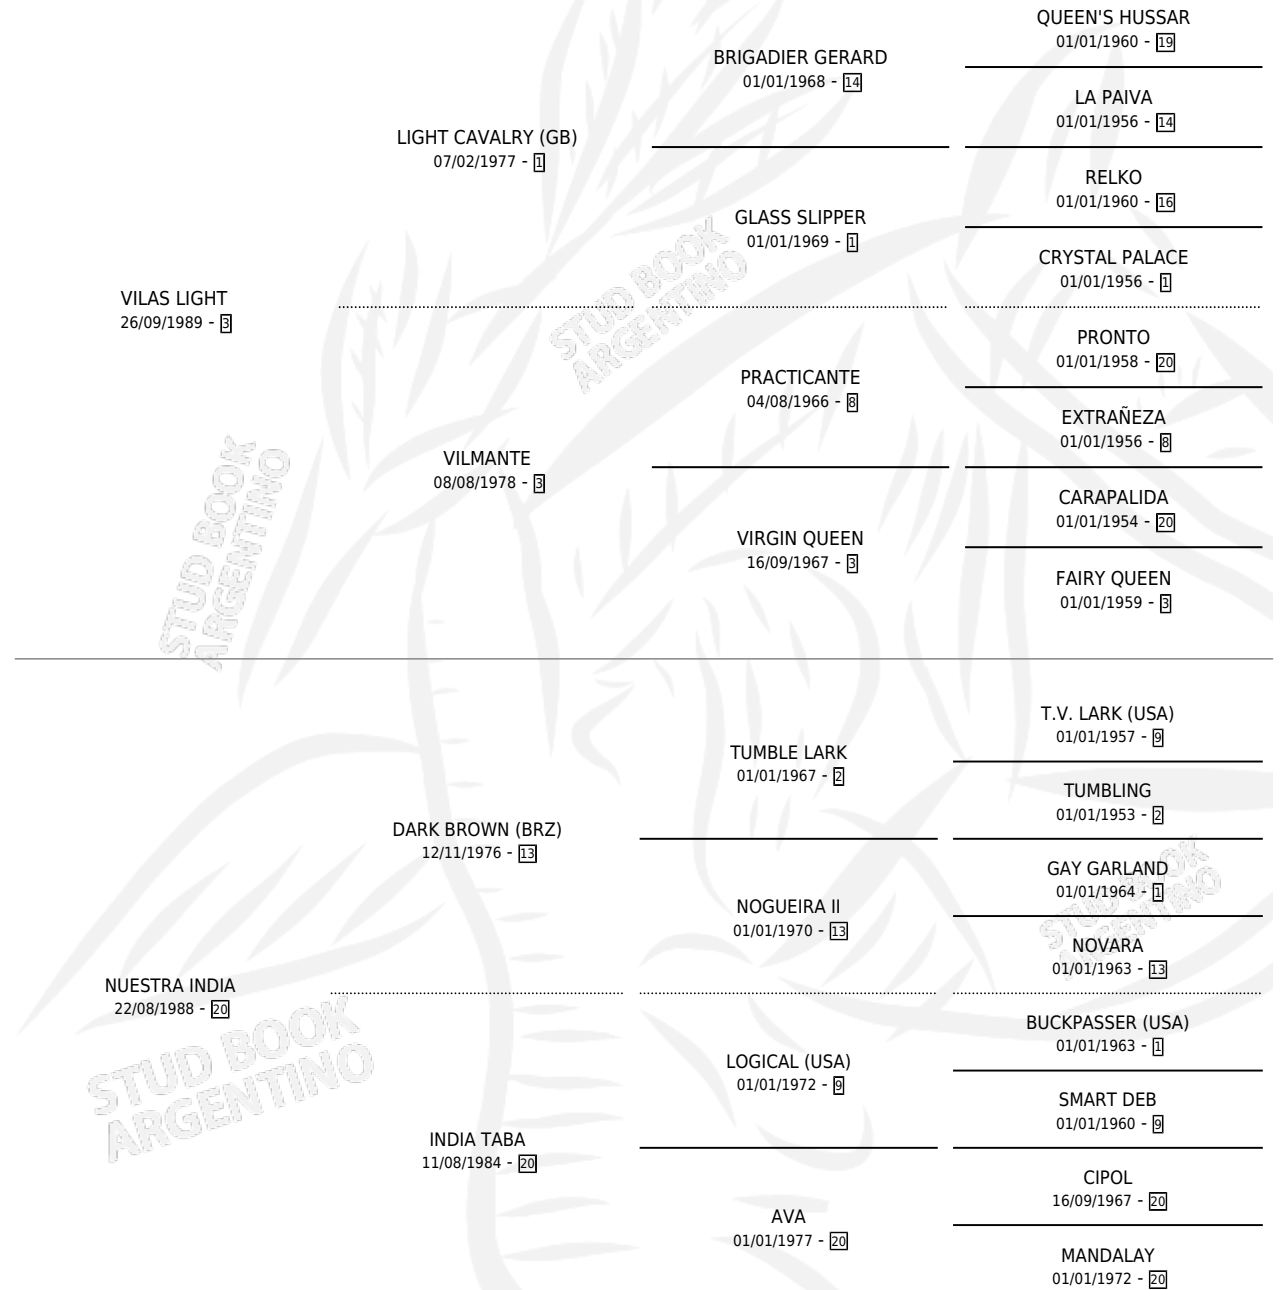 QUEEN'S HUSSAR
01/01/1960 - 19
BRIGADIER GERARD
01/01/1968 - 14
LA PAIVA
01/01/1956 - 14
LIGHT CAVALRY (GB)
07/02/1977 - 1
RELKO
01/01/1960 - 16
GLASS SLIPPER
01/01/1969 - 1
CRYSTAL PALACE
01/01/1956 - 1
VILAS LIGHT
26/09/1989 - 3
STUD BOOK
ARGENTINO
PRONTO
01/01/1958 - 20
PRACTICANTE
04/08/1966 - 8
EXTRAÑEZA
01/01/1956 - 8
VILMANTE
08/08/1978 - 3
CARAPALIDA
01/01/1954 - 20
VIRGIN QUEEN
16/09/1967 - 3
FAIRY QUEEN
01/01/1959 - 3
STUD BOOK
ARGENTINO
T.V. LARK (USA)
01/01/1957 - 9
TUMBLE LARK
01/01/1967 - 2
TUMBLING
01/01/1953 - 2
DARK BROWN (BRZ)
12/11/1976 - 13
GAY GARLAND
01/01/1964 - 1
NOGUEIRA II
01/01/1970 - 13
STUD BOOK
ARGENTINO
NOVARA
01/01/1963 - 13
NUESTRA INDIA
22/08/1988 - 20
STUD BOOK
ARGENTINO
BUCKPASSER (USA)
01/01/1963 - 1
LOGICAL (USA)
01/01/1972 - 9
SMART DEB
01/01/1960 - 9
INDIA TABA
11/08/1984 - 20
CIPOL
16/09/1967 - 20
AVA
01/01/1977 - 20
MANDALAY
01/01/1972 - 20